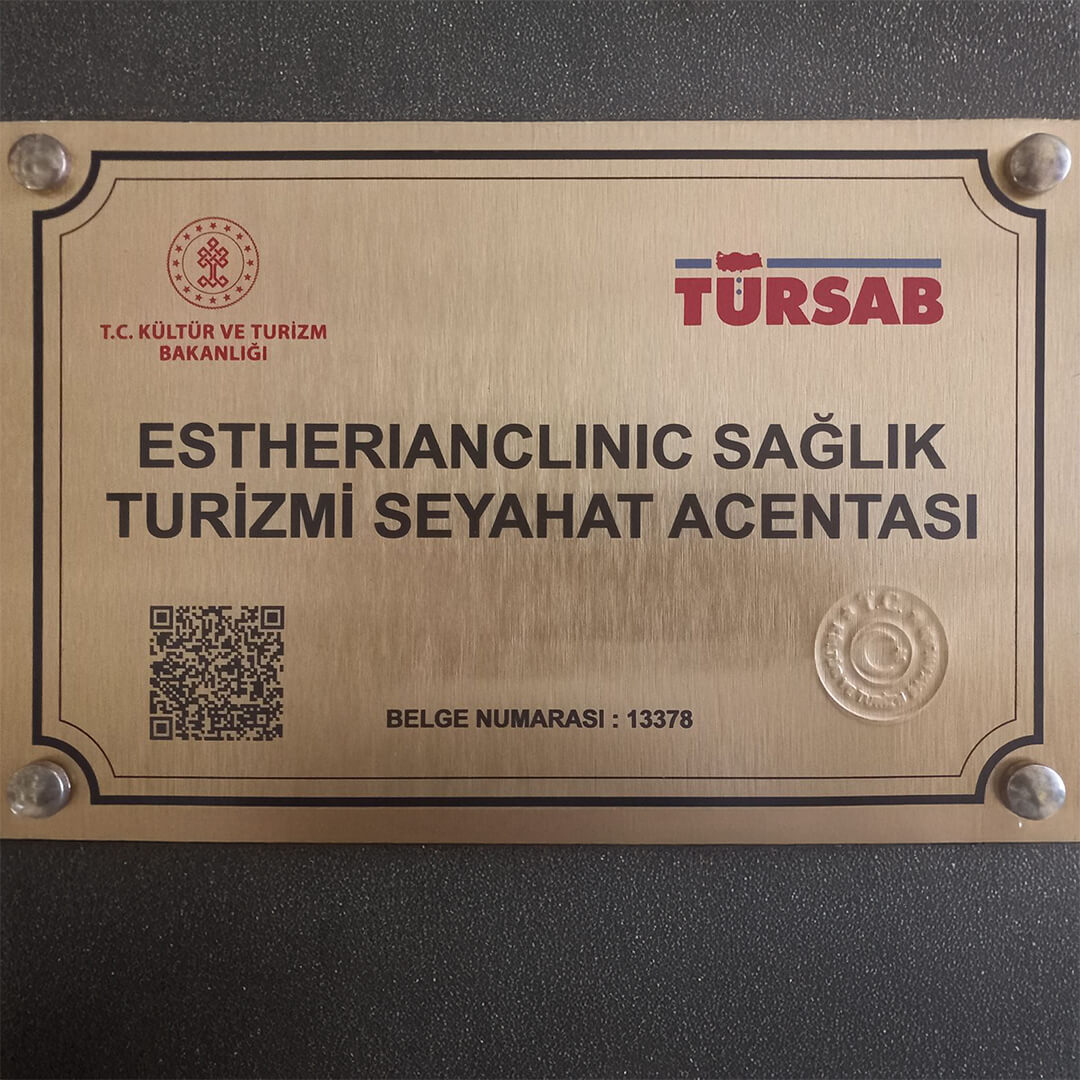 T.C. KÜLTÜR VE TURİZM
BAKANLIĞI
TÜRSAB
ESTHERIANCLINIC SAĞLIK
TURİZMİ SEYAHAT ACENTASI
BELGE NUMARASI : 13378
T.C.